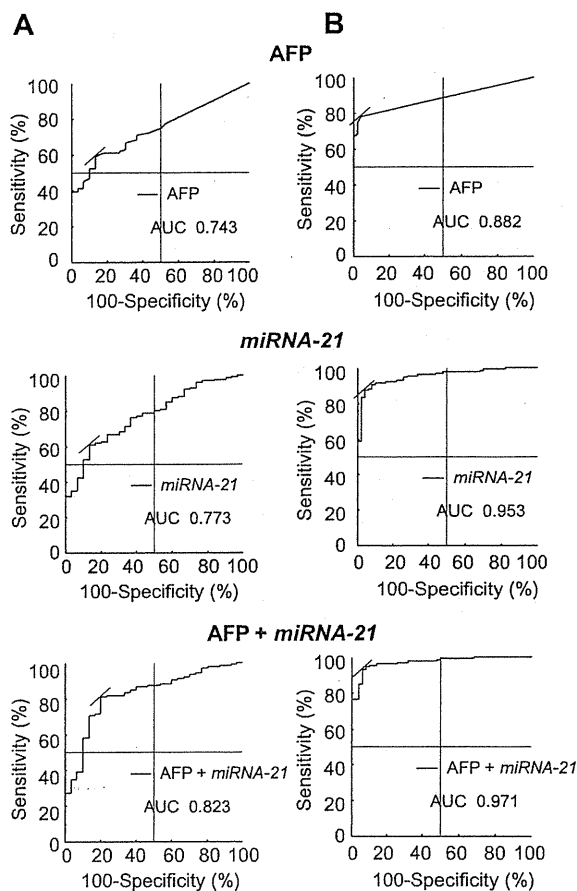 A
B
AFP
Sensitivity (%)
100
80
60
40
20
0
AFP
AUC 0.743
0 20 40 60 80 100
100-Specificity (%)
Sensitivity (%)
100
80
60
40
20
0
AFP
AUC 0.882
0 20 40 60 80 100
100-Specificity (%)
miRNA-21
Sensitivity (%)
100
80
60
40
20
0
miRNA-21
AUC 0.773
0 20 40 60 80 100
100-Specificity (%)
Sensitivity (%)
100
80
60
40
20
0
miRNA-21
AUC 0.953
0 20 40 60 80 100
100-Specificity (%)
AFP + miRNA-21
Sensitivity (%)
100
80
60
40
20
0
AFP + miRNA-21
AUC 0.823
0 20 40 60 80 100
100-Specificity (%)
Sensitivity (%)
100
80
60
40
20
0
AFP + miRNA-21
AUC 0.971
0 20 40 60 80 100
100-Specificity (%)